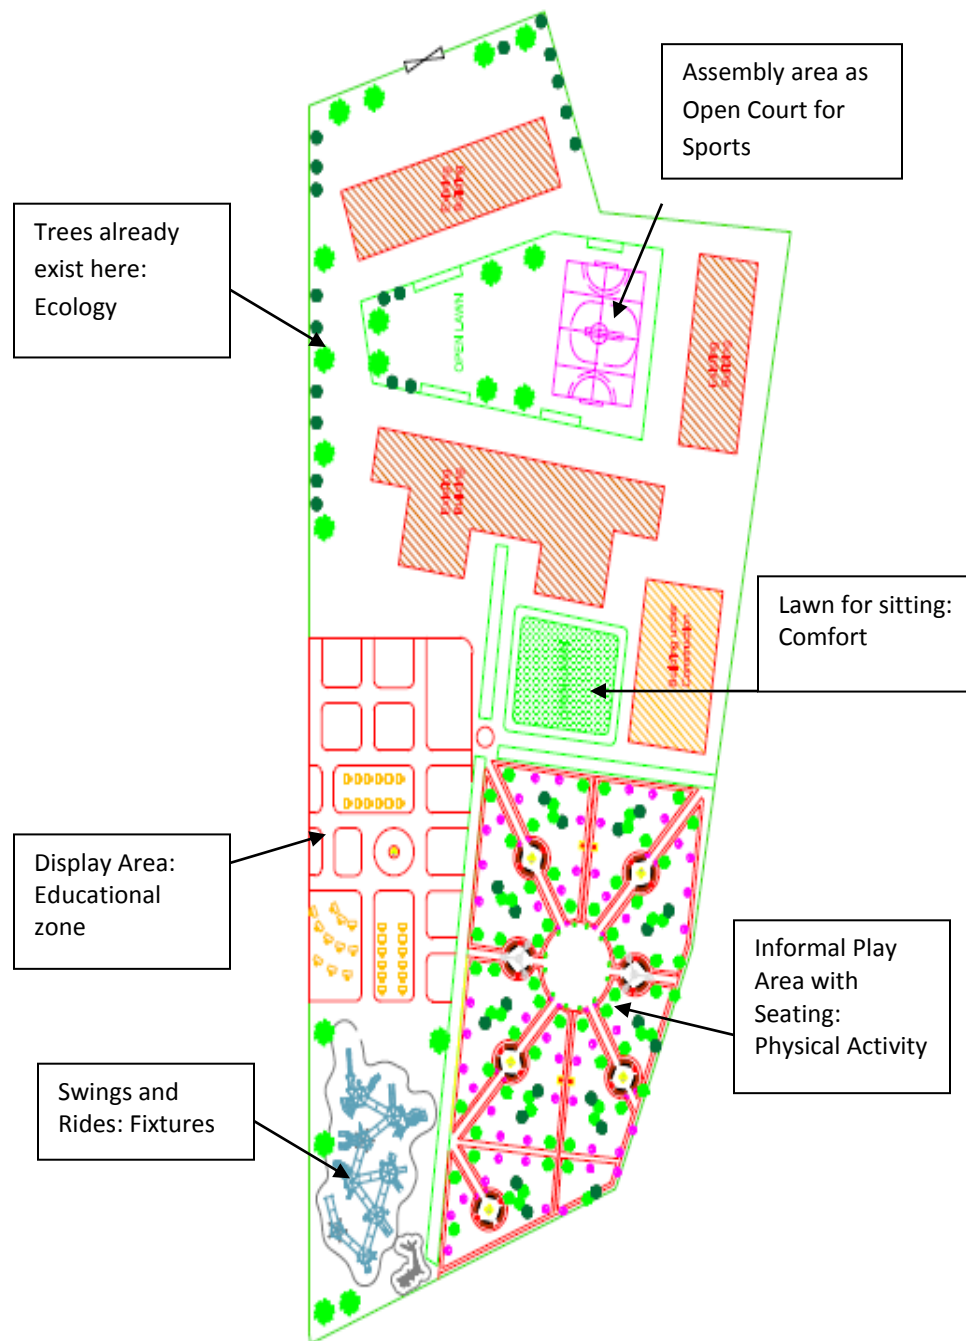 Assembly area as
Open Court for
Sports
Trees already
exist here:
Ecology
OPEN LAWN
Lawn for sitting:
Comfort
Display Area:
Educational
zone
Informal Play
Area with
Seating:
Physical Activity
Swings and
Rides: Fixtures